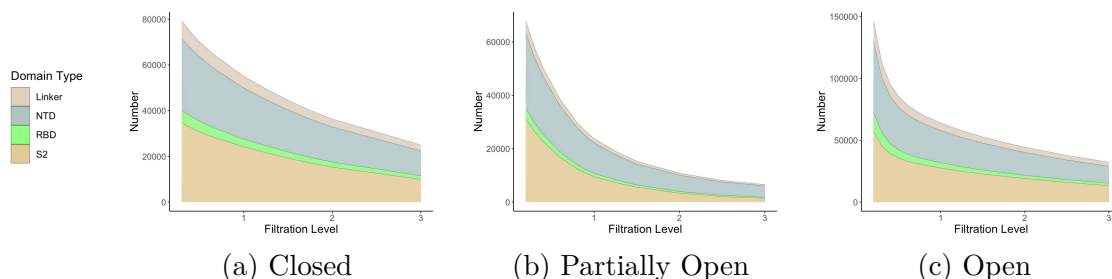 Domain Type
Linker
NTD
RBD
S2
Number
80000
60000
40000
20000
0
1
2
3
Filtration Level
(a) Closed
Number
60000
40000
20000
0
1
2
3
Filtration Level
(b) Partially Open
Number
150000
100000
50000
0
1
2
3
Filtration Level
(c) Open